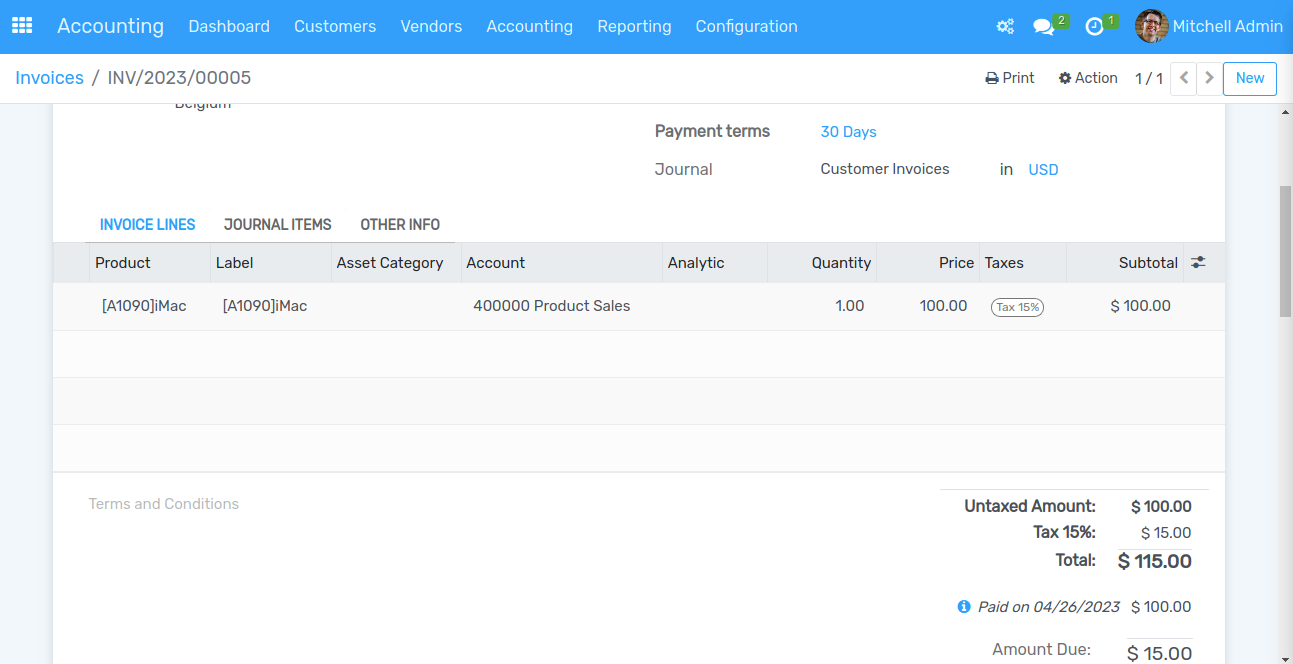 Accounting Dashboard Customers Vendors Accounting Reporting Configuration 2 1 Mitchell Admin
Invoices / INV/2023/00005 Print Action 1 / 1 New
Belgium
Payment terms 30 Days
Journal Customer Invoices in USD
INVOICE LINES JOURNAL ITEMS OTHER INFO
Product Label Asset Category Account Analytic Quantity Price Taxes Subtotal
[A1090]iMac [A1090]iMac 400000 Product Sales 1.00 100.00 Tax 15% $ 100.00
Terms and Conditions
Untaxed Amount: $ 100.00
Tax 15%: $ 15.00
Total: $ 115.00
Paid on 04/26/2023 $ 100.00
Amount Due: $ 15.00